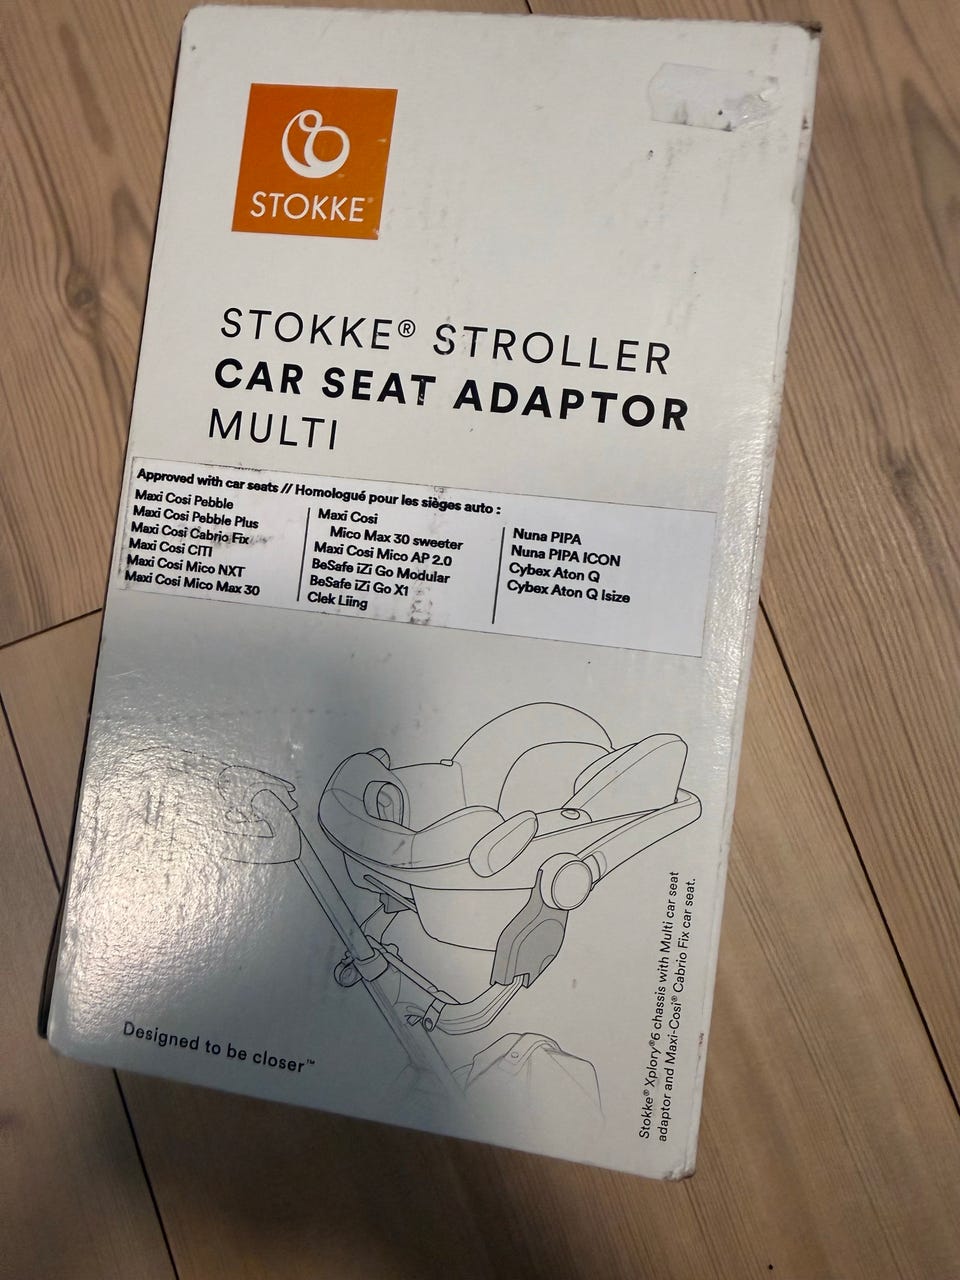 STOKKE®
STOKKE® STROLLER
CAR SEAT ADAPTOR
MULTI
Approved with car seats // Homologué pour les sièges auto :
Maxi Cosi Pebble
Maxi Cosi Pebble Plus
Maxi Cosi Cabrio Fix
Maxi Cosi CITI
Maxi Cosi Mico NXT
Maxi Cosi Mico Max 30
Maxi Cosi
Mico Max 30 sweeter
Maxi Cosi Mico AP 2.0
BeSafe iZi Go Modular
BeSafe iZi Go X1
Clek Liing
Nuna PIPA
Nuna PIPA ICON
Cybex Aton Q
Cybex Aton Q Isize
Designed to be closer™
Stokke® Xplory®6 chassis with Multi car seat
adaptor and Maxi-Cosi® Cabrio Fix car seat.